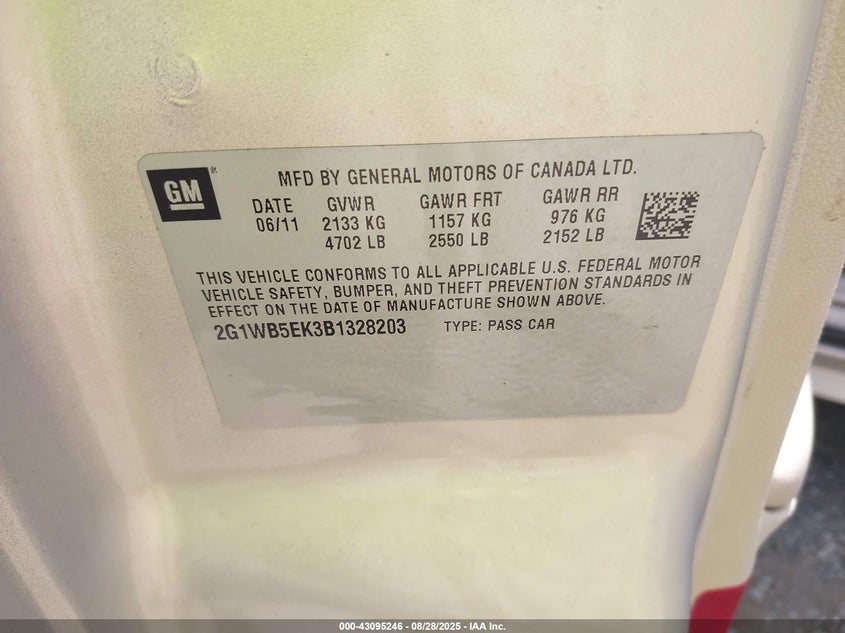 GM
MFD BY GENERAL MOTORS OF CANADA LTD.
DATE GVWR GAWR FRT GAWR RR
06/11 2133 KG 1157 KG 976 KG
4702 LB 2550 LB 2152 LB
THIS VEHICLE CONFORMS TO ALL APPLICABLE U.S. FEDERAL MOTOR
VEHICLE SAFETY, BUMPER, AND THEFT PREVENTION STANDARDS IN
EFFECT ON THE DATE OF MANUFACTURE SHOWN ABOVE.
2G1WB5EK3B1328203 TYPE: PASS CAR
000-43095246 - 08/28/2025 - IAA Inc.